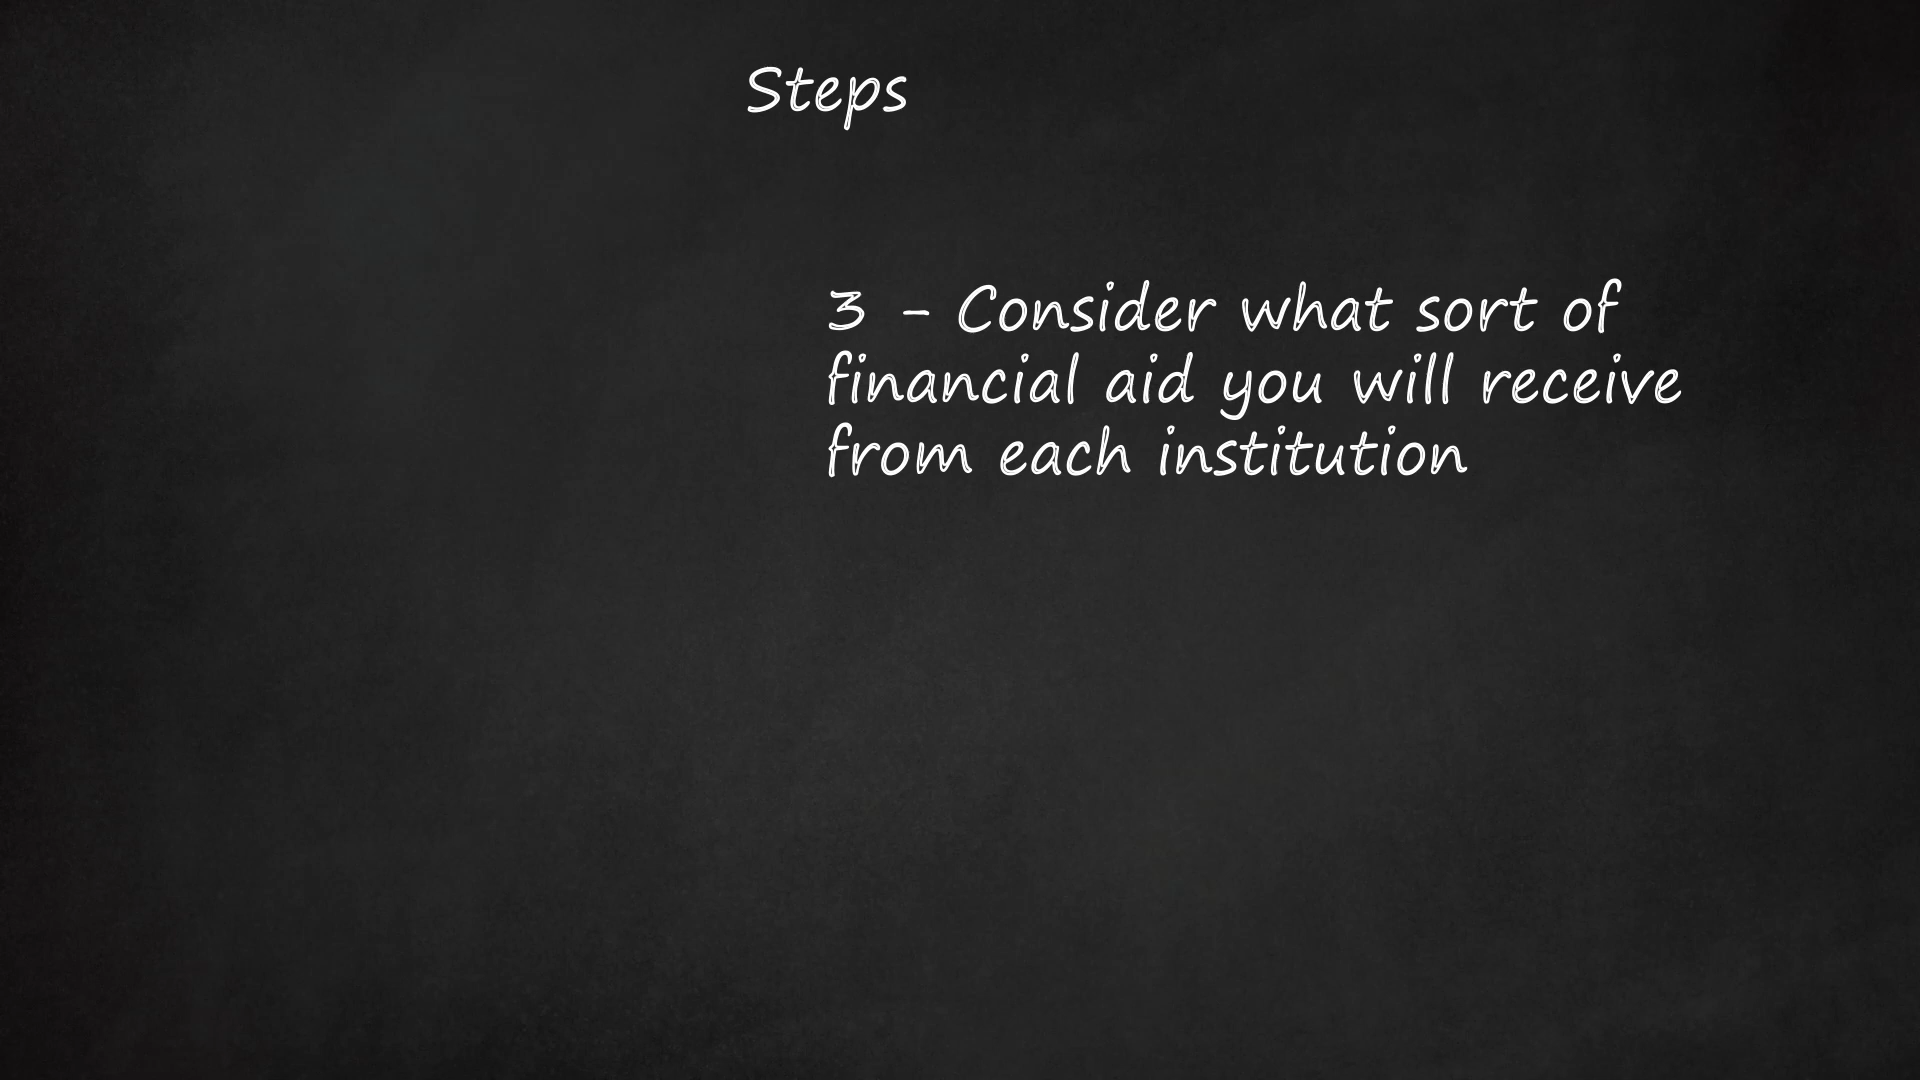 Steps
3 - Consider what sort of
financial aid you will receive
from each institution